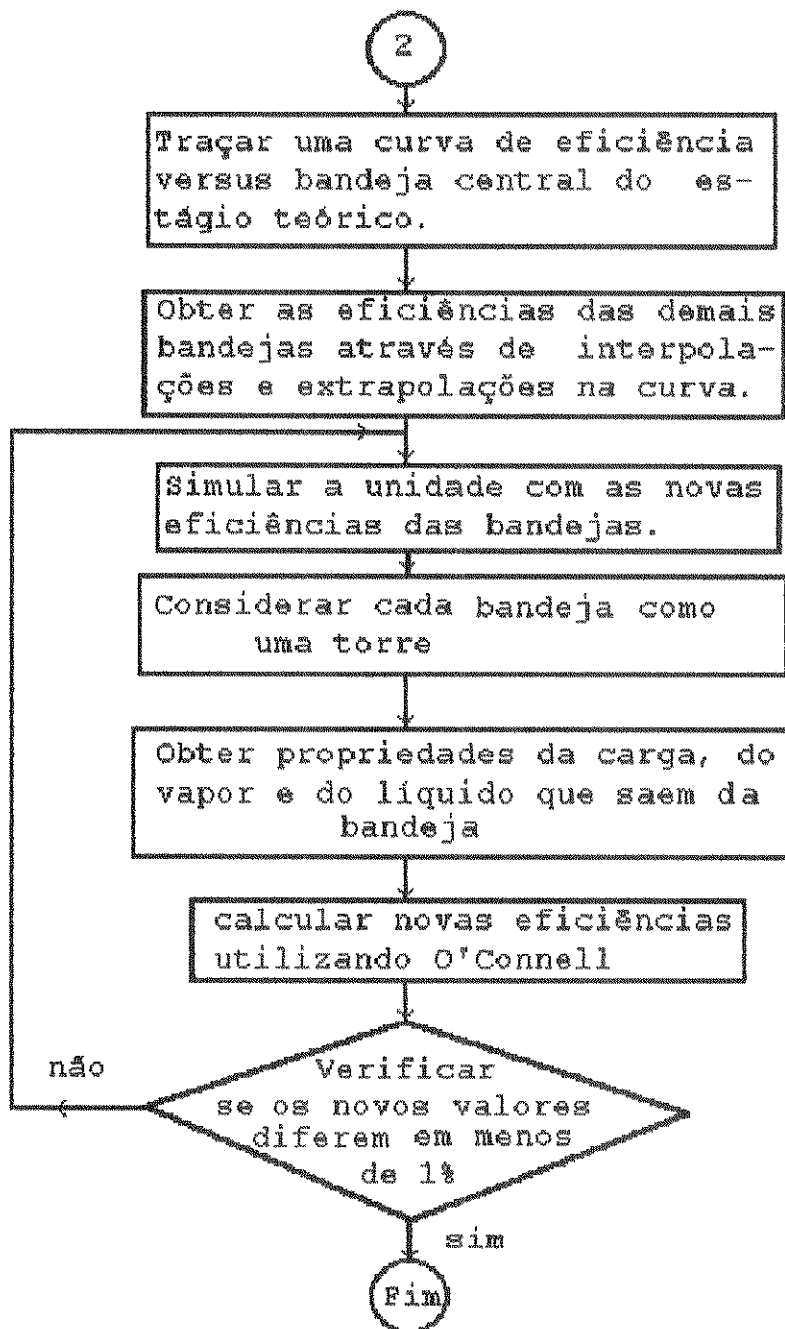 2
Traçar uma curva de eficiência
versus bandeja central do es-
tágio teórico.
Obter as eficiências das demais
bandejas através de interpola-
ções e extrapolações na curva.
Simular a unidade com as novas
eficiências das bandejas.
Considerar cada bandeja como
uma torre
Obter propriedades da carga, do
vapor e do líquido que saem da
bandeja
calcular novas eficiências
utilizando O'Connell
não
Verificar
se os novos valores
diferem em menos
de 1%
sim
Fim